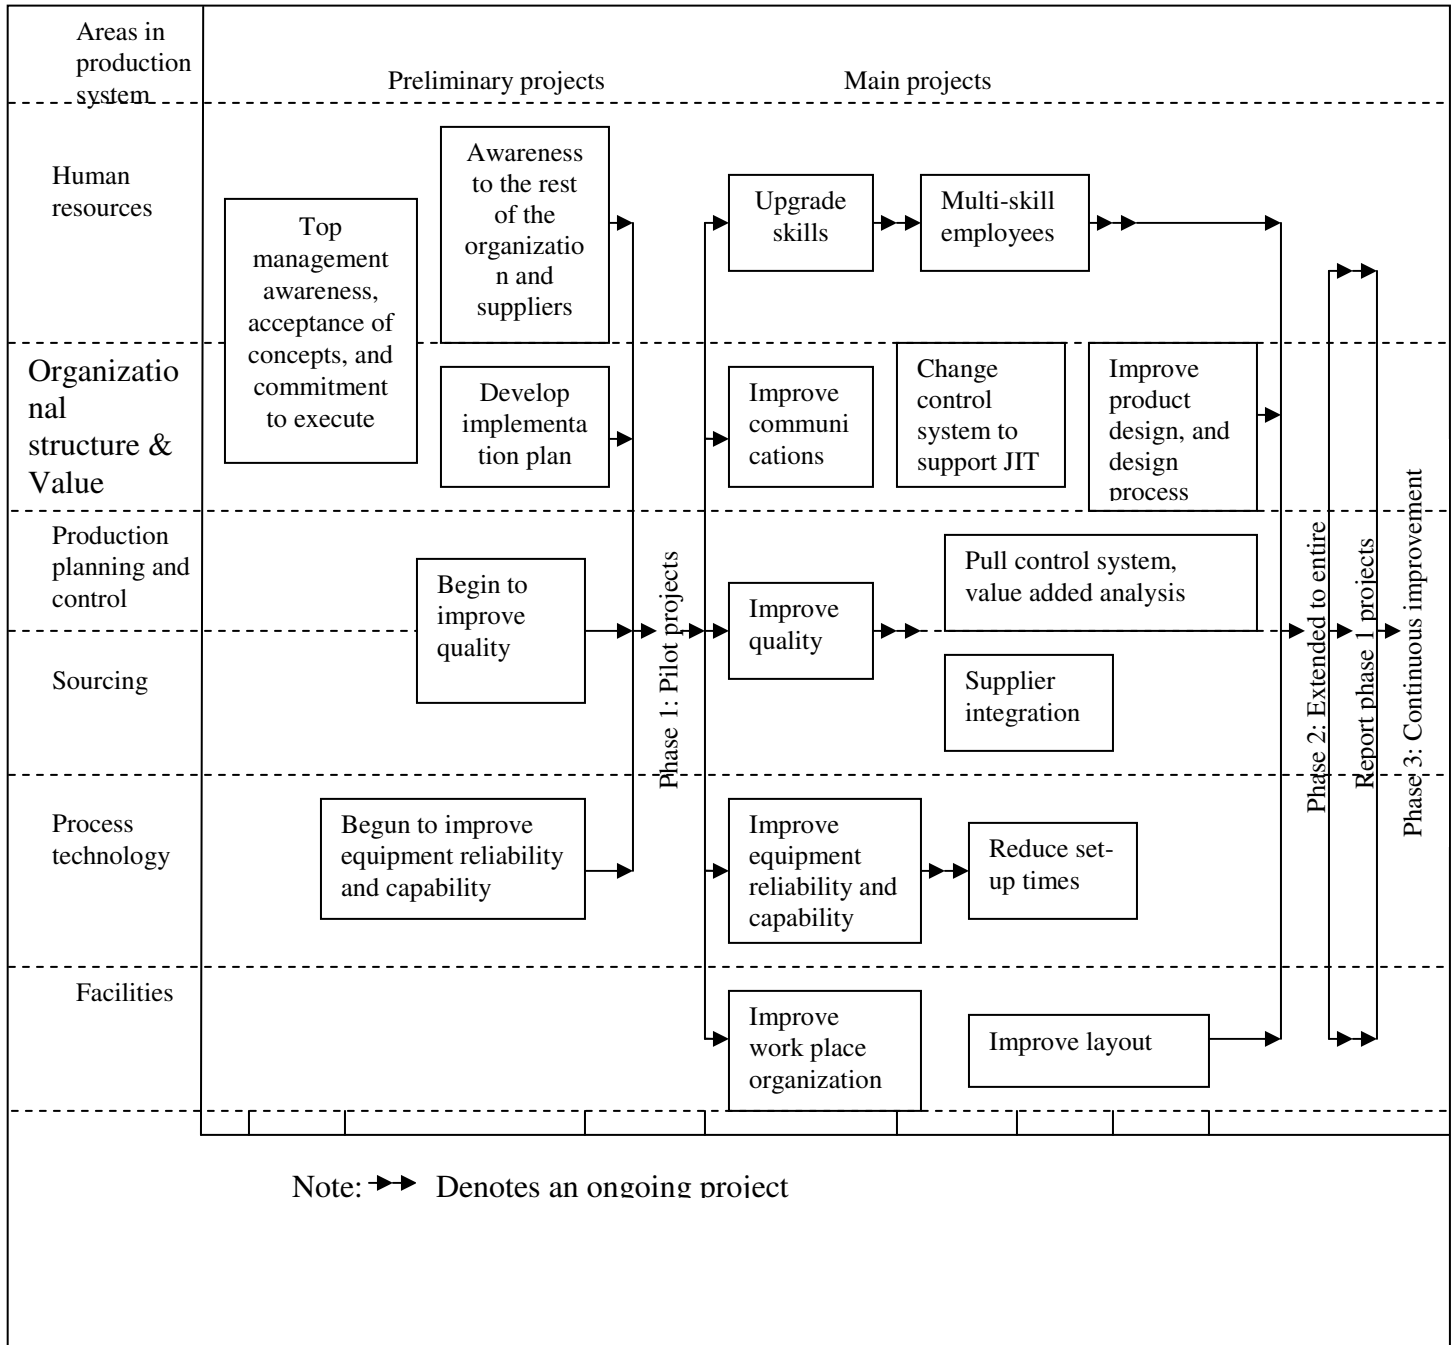 Areas in
production
system
Preliminary projects
Main projects
Human
resources
Top
management
awareness,
acceptance of
concepts, and
commitment
to execute
Awareness
to the rest
of the
organizatio
n and
suppliers
Upgrade
skills
Multi-skill
employees
Organizatio
nal
structure &
Value
Develop
implementa
tion plan
Improve
communi
cations
Change
control
system to
support JIT
Improve
product
design, and
design
process
Production
planning and
control
Begin to
improve
quality
Phase 1: Pilot projects
Improve
quality
Pull control system,
value added analysis
Sourcing
Supplier
integration
Phase 2: Extended to entire
Report phase 1 projects
Phase 3: Continuous improvement
Process
technology
Begun to improve
equipment reliability
and capability
Improve
equipment
reliability and
capability
Reduce set-
up times
Facilities
Improve
work place
organization
Improve layout
Note: Denotes an ongoing project